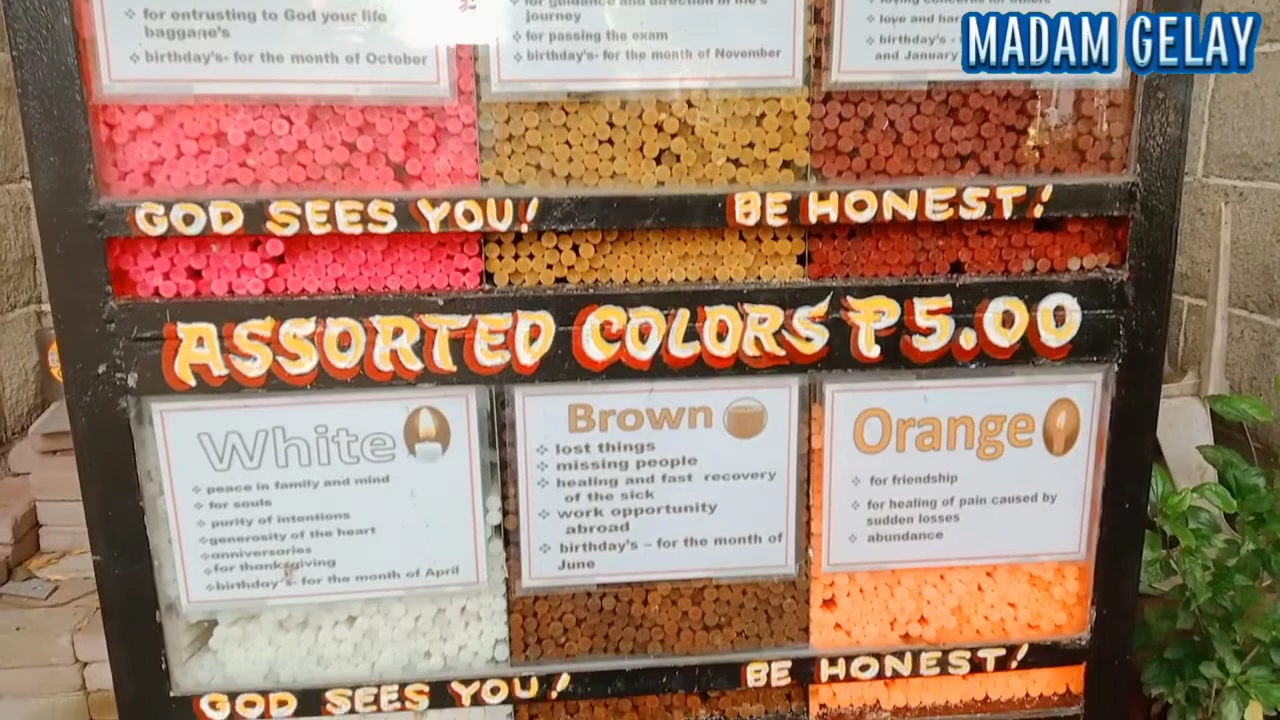 MADAM GELAY
❖ for entrusting to God your life
baggage's
❖ birthday's- for the month of October
❖ for guidance and direction in life's
journey
❖ for passing the exam
❖ birthday's- for the month of November
❖ loving concerns for others
❖ love and
❖ birthday's -
and January
GOD SEES YOU!
BE HONEST!
ASSORTED COLORS ₱5.00
White
❖ peace in family and mind
❖ for souls
❖ purity of intentions
❖ generosity of the heart
❖ anniversaries
❖ for thanksgiving
❖ birthday's- for the month of April
Brown
❖ lost things
❖ missing people
❖ healing and fast recovery
of the sick
❖ work opportunity
abroad
❖ birthday's – for the month of
June
Orange
❖ for friendship
❖ for healing of pain caused by
sudden losses
❖ abundance
GOD SEES YOU!
BE HONEST!